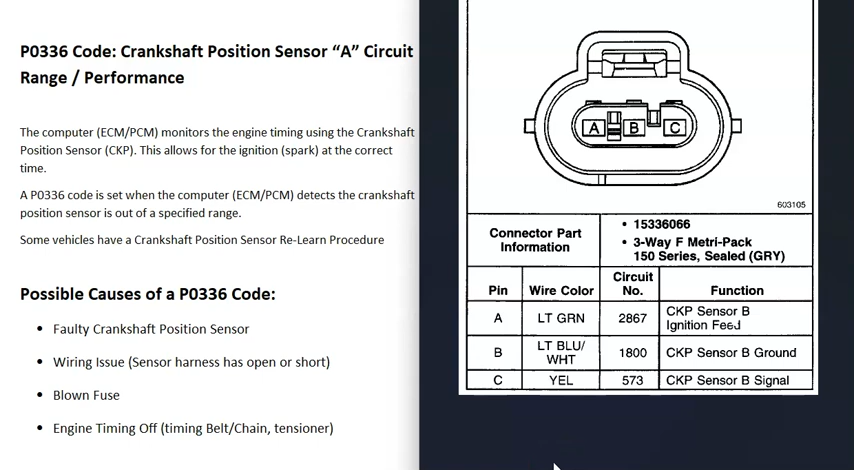 P0336 Code: Crankshaft Position Sensor “A” Circuit
Range / Performance
The computer (ECM/PCM) monitors the engine timing using the Crankshaft
Position Sensor (CKP). This allows for the ignition (spark) at the correct
time.
A P0336 code is set when the computer (ECM/PCM) detects the crankshaft
position sensor is out of a specified range.
Some vehicles have a Crankshaft Position Sensor Re-Learn Procedure
Possible Causes of a P0336 Code:
• Faulty Crankshaft Position Sensor
• Wiring Issue (Sensor harness has open or short)
• Blown Fuse
• Engine Timing Off (timing Belt/Chain, tensioner)
A B C
603105
Connector Part
Information
• 15336066
• 3-Way F Metri-Pack
150 Series, Sealed (GRY)
Pin Wire Color Circuit
No. Function
A LT GRN 2867 CKP Sensor B
Ignition Feed
B LT BLU/
WHT 1800 CKP Sensor B Ground
C YEL 573 CKP Sensor B Signal